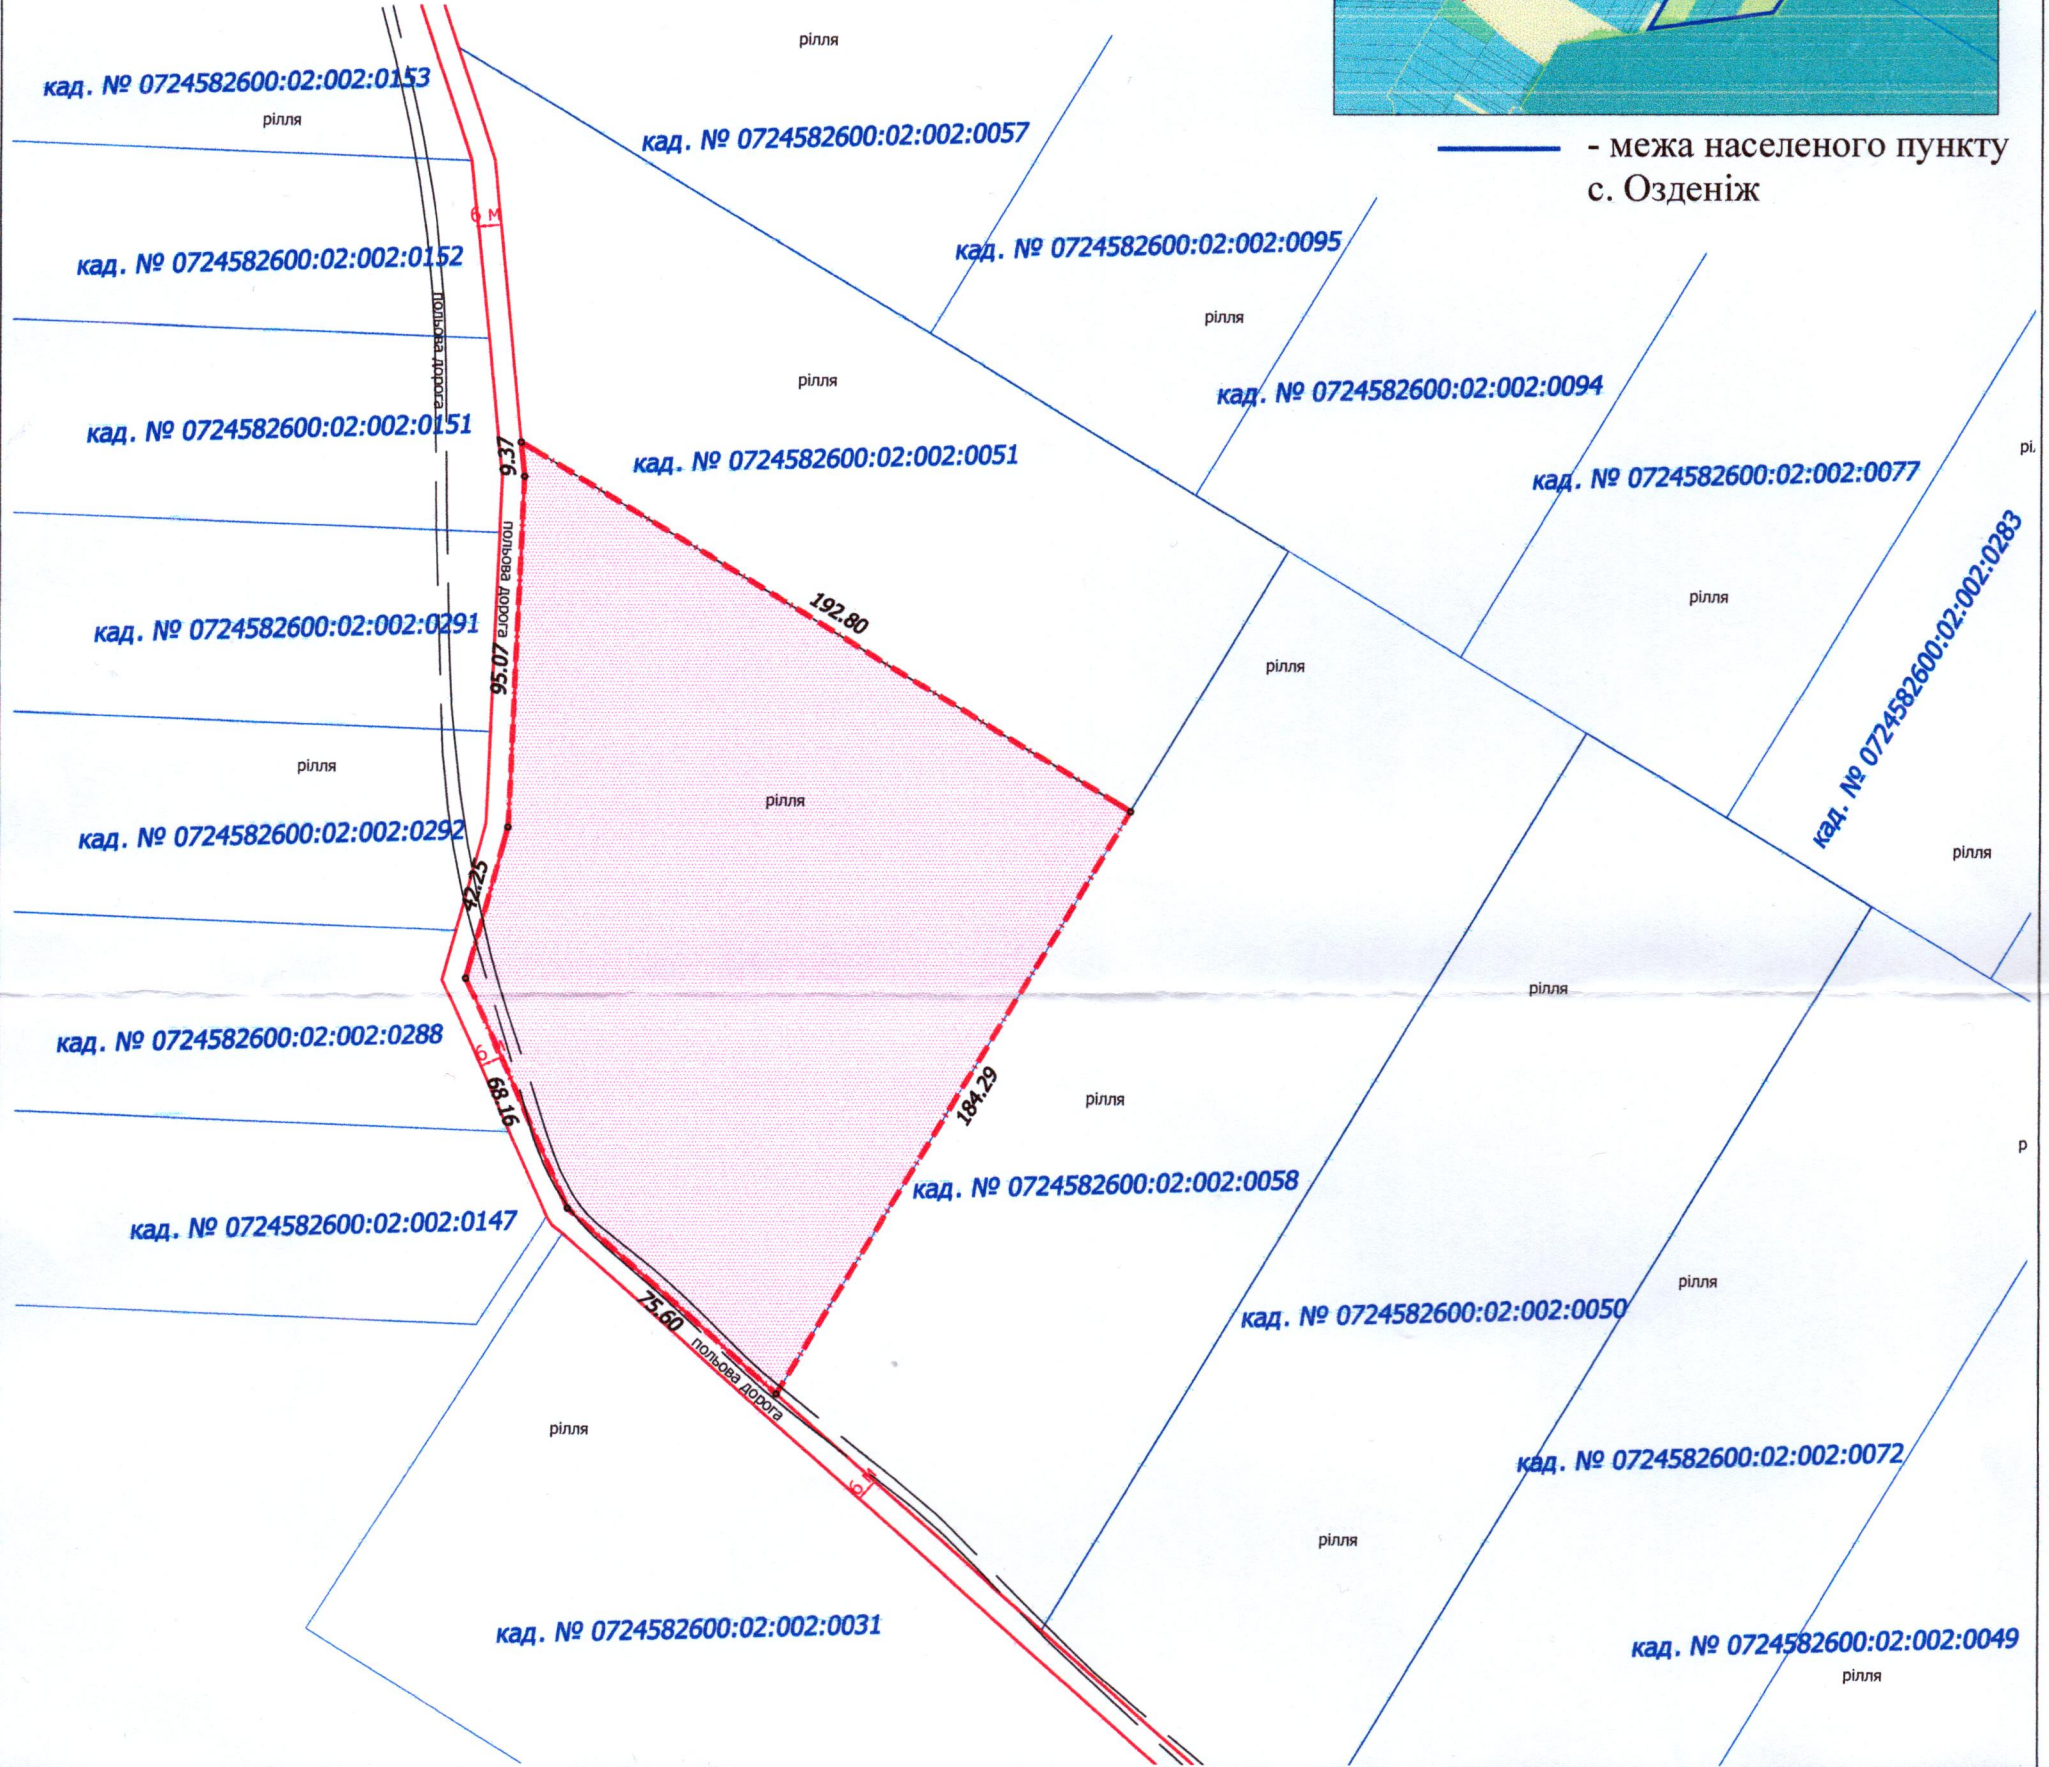 рілля
кад. № 0724582600:02:002:0153
рілля
кад. № 0724582600:02:002:0057
- межа населеного пункту
с. Озденіж
6 м
кад. № 0724582600:02:002:0095
кад. № 0724582600:02:002:0152
рілля
польова дорога
рілля
кад. № 0724582600:02:002:0094
кад. № 0724582600:02:002:0151
9.37
кад. № 0724582600:02:002:0051
рі
кад. № 0724582600:02:002:0077
польова дорога
192.80
рілля
кад. № 0724582600:02:002:0283
кад. № 0724582600:02:002:0291
95.07
рілля
рілля
рілля
кад. № 0724582600:02:002:0292
рілля
42.25
рілля
кад. № 0724582600:02:002:0288
6 м
68.16
184.29
рілля
р
кад. № 0724582600:02:002:0058
кад. № 0724582600:02:002:0147
рілля
75.60
кад. № 0724582600:02:002:0050
польова дорога
рілля
кад. № 0724582600:02:002:0072
6 м
рілля
кад. № 0724582600:02:002:0031
кад. № 0724582600:02:002:0049
рілля